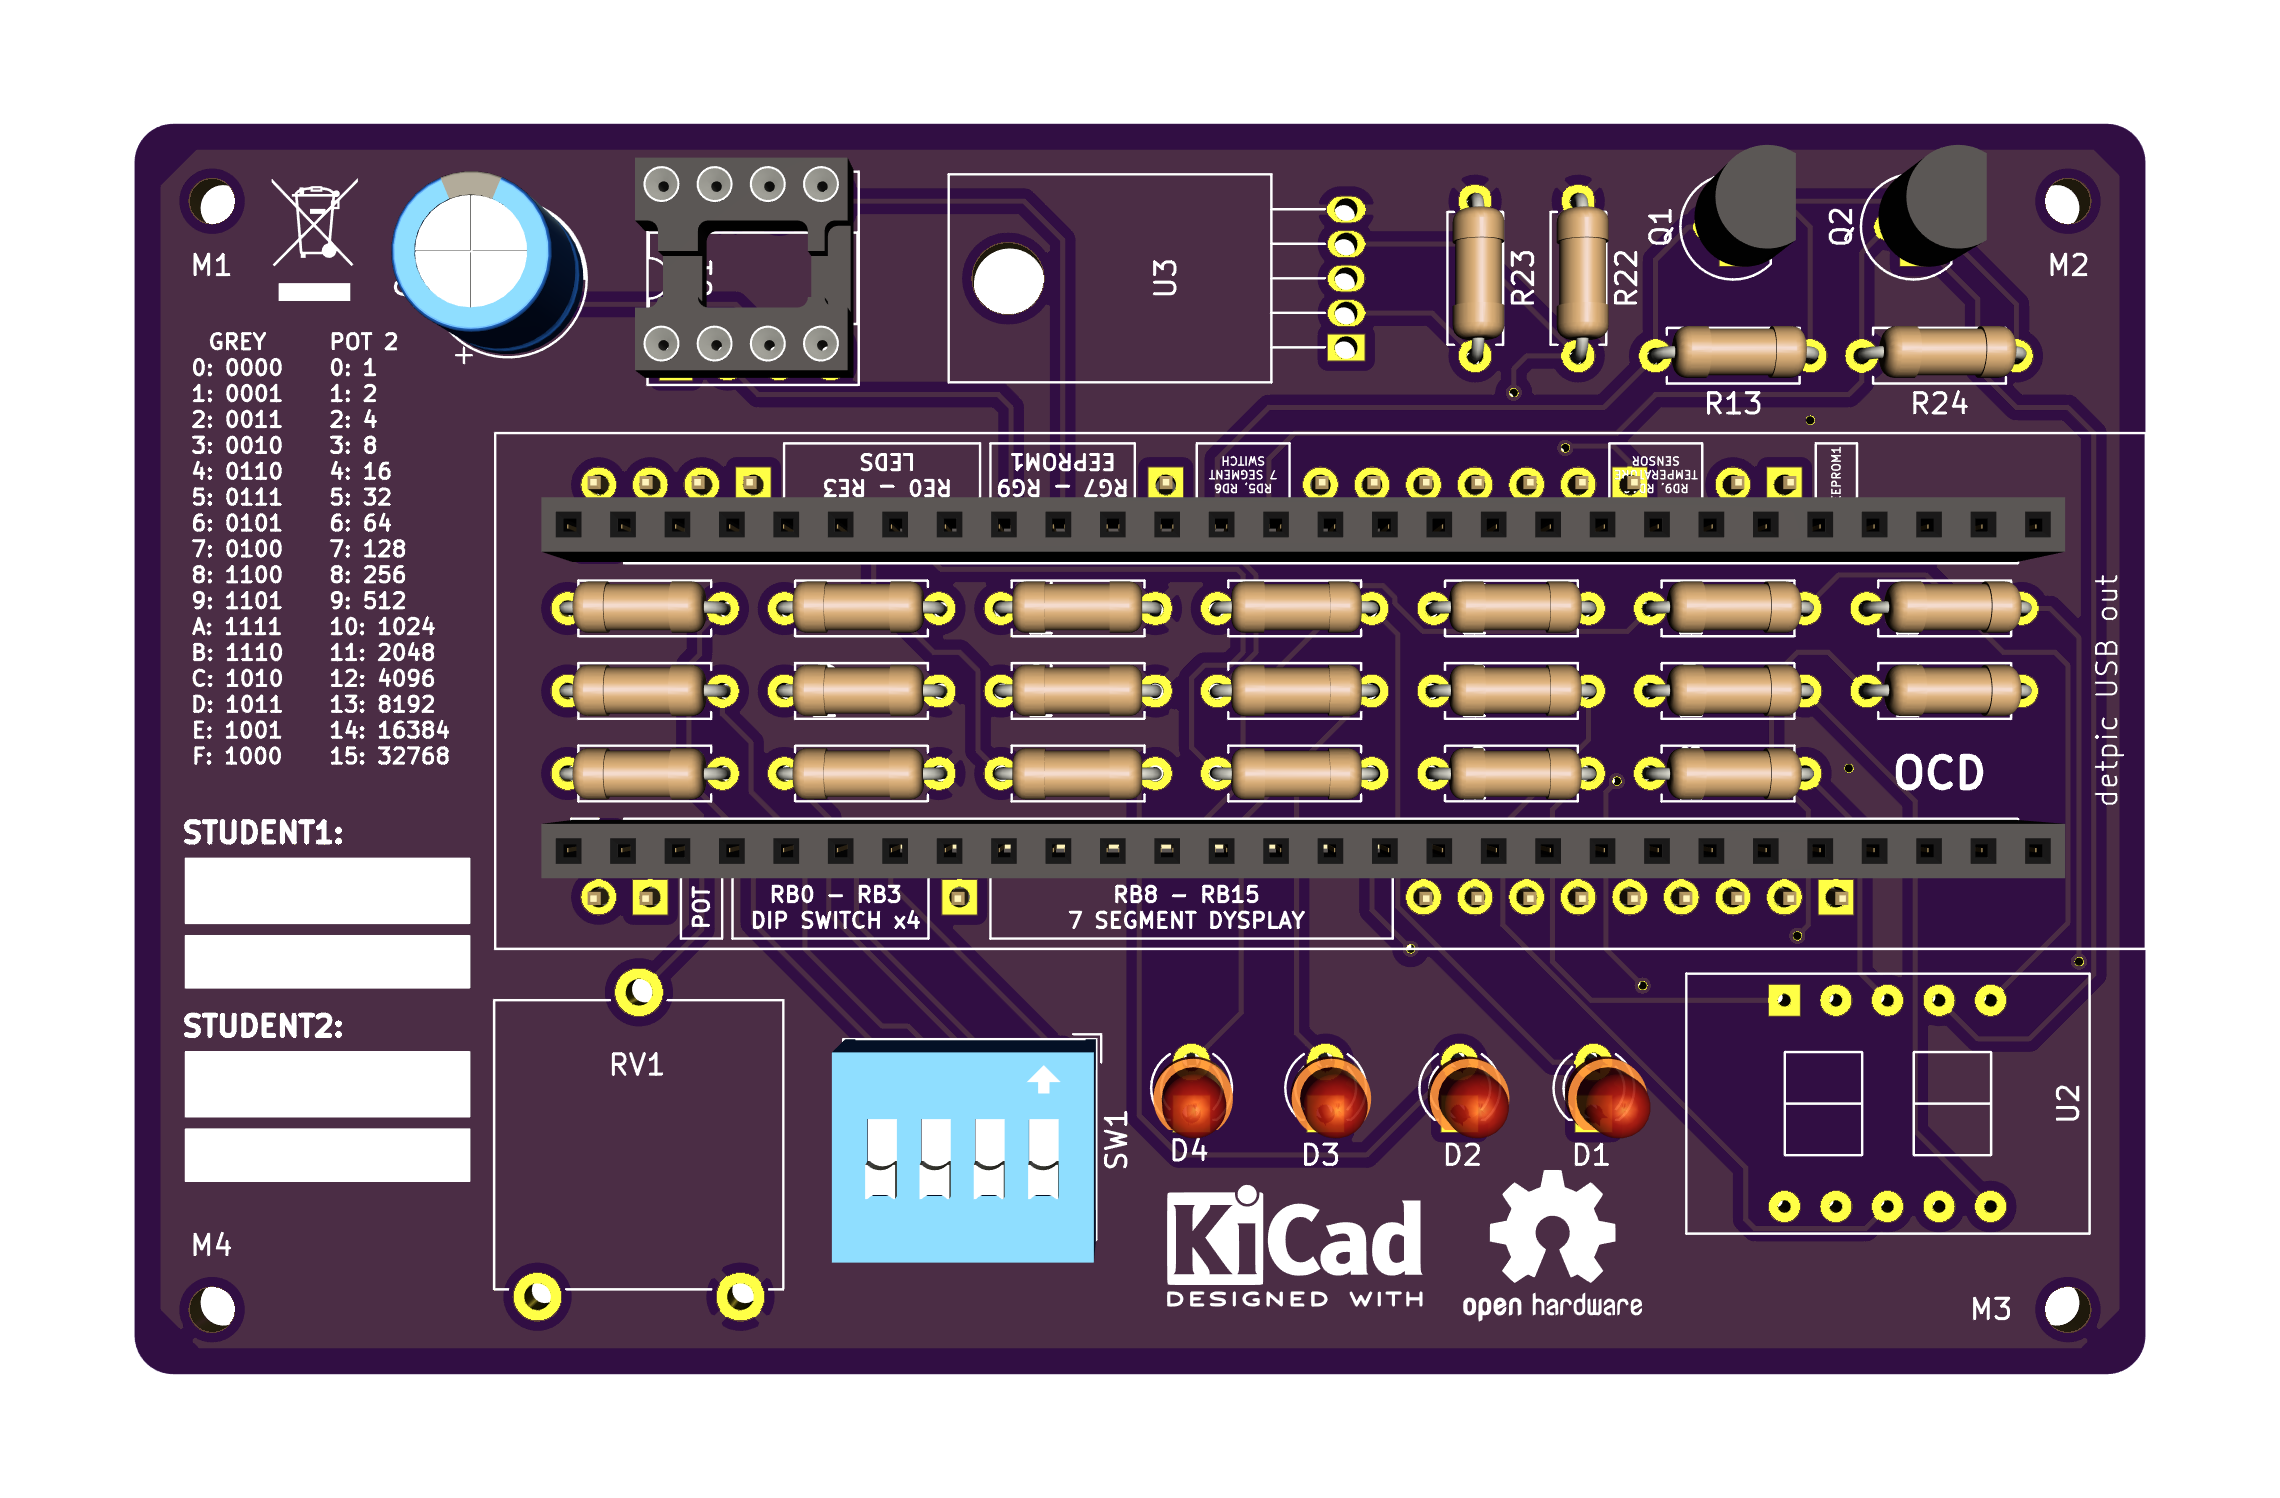 M1
M2
U3
R23
R22
Q1
Q2
R13
R24
+
GREY
0: 0000
1: 0001
2: 0011
3: 0010
4: 0110
5: 0111
6: 0101
7: 0100
8: 1100
9: 1101
A: 1111
B: 1110
C: 1010
D: 1011
E: 1001
F: 1000
POT 2
0: 1
1: 2
2: 4
3: 8
4: 16
5: 32
6: 64
7: 128
8: 256
9: 512
10: 1024
11: 2048
12: 4096
13: 8192
14: 16384
15: 32768
RE0 - RE3
LEDS
RG7 - RG9
EEPROM1
RD5, RD6
7 SEGMENT
SWITCH
TEMPERATURE
SENSOR
OCD
detpic USB out
STUDENT1:
STUDENT2:
POT
RB0 - RB3
DIP SWITCH x4
RB8 - RB15
7 SEGMENT DYSPLAY
RV1
SW1
D4
D3
D2
D1
U2
KiCad
DESIGNED WITH
open hardware
M4
M3